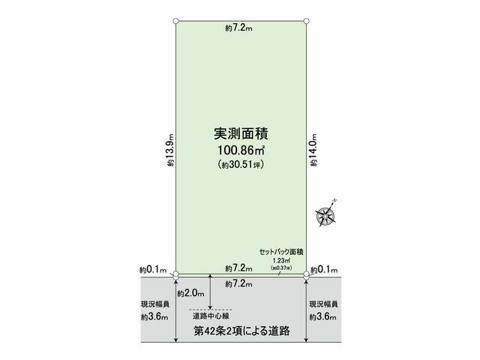 約7.2m
実測面積
100.86㎡
(約30.51坪)
約13.9m
約14.0m
セットバック面積
1.23㎡
(約0.37坪)
約0.1m
約7.2m
約0.1m
約7.2m
約2.0m
現況幅員
約3.6m
道路中心線
現況幅員
約3.6m
第42条2項による道路